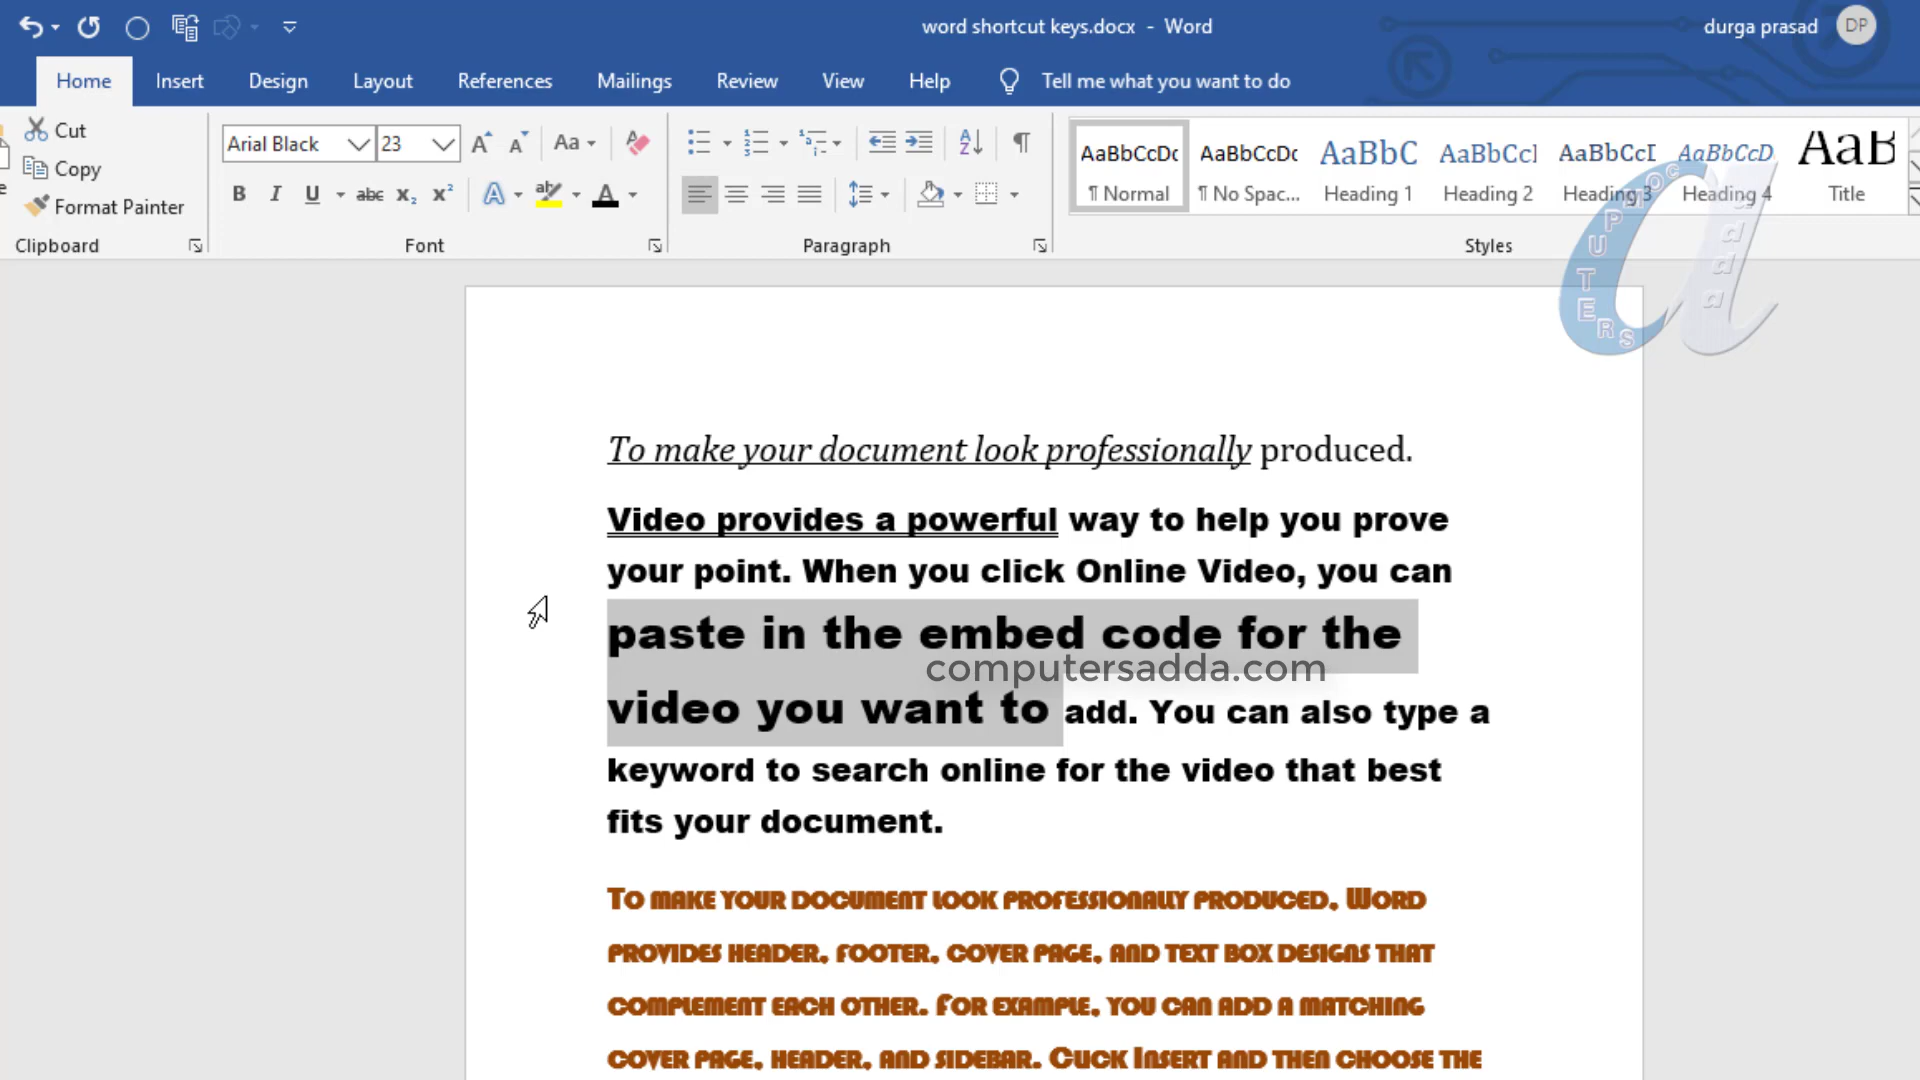 word shortcut keys.docx - Word
durga prasad DP
Home Insert Design Layout References Mailings Review View Help Tell me what you want to do
Cut
Copy
Format Painter
Clipboard
Arial Black 23
Aa
B I U abc x₂ x² A ab A
Font
Paragraph
AaBbCcDc AaBbCcDc AaBbC AaBbCcI AaBbCcI AaBbCcD AaB
¶ Normal ¶ No Spac... Heading 1 Heading 2 Heading 3 Heading 4 Title
Styles
COMPUTERS
adda
To make your document look professionally produced.
Video provides a powerful way to help you prove
your point. When you click Online Video, you can
paste in the embed code for the
computersadda.com
video you want to add. You can also type a
keyword to search online for the video that best
fits your document.
To make your document look professionally produced, Word
provides header, footer, cover page, and text box designs that
complement each other. For example, you can add a matching
cover page, header, and sidebar. Click Insert and then choose the